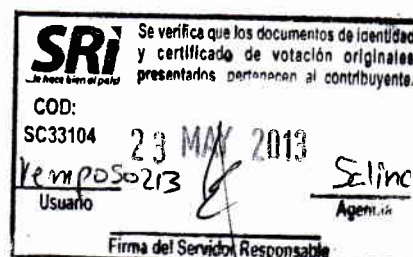 SRi
...le hace bien al país!
Se verifica que los documentos de identidad
y certificado de votación originales
presentados pertenecen al contribuyente.
COD:
SC33104
23 MAY 2013
Usuario
Salinas
Agencia
Firma del Servidor Responsable